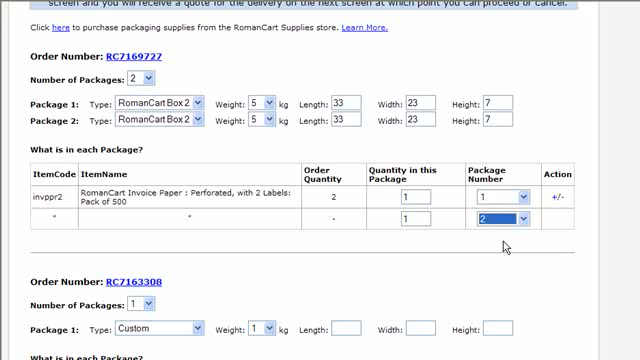 screen and you will receive a quote for the delivery on the next screen at which point you can proceed or cancel.
Click here to purchase packaging supplies from the RomanCart Supplies store. Learn More.
Order Number: RC7169727
Number of Packages: 2
Package 1: Type: RomanCart Box 2 Weight: 5 kg Length: 33 Width: 23 Height: 7
Package 2: Type: RomanCart Box 2 Weight: 5 kg Length: 33 Width: 23 Height: 7
What is in each Package?
ItemCode ItemName Order Quantity Quantity in this Package Package Number Action
invppr2 RomanCart Invoice Paper : Perforated, with 2 Labels: Pack of 500 2 1 1 +/-
" " - 1 2
Order Number: RC7163308
Number of Packages: 1
Package 1: Type: Custom Weight: 1 kg Length: Width: Height:
What is in each Package?